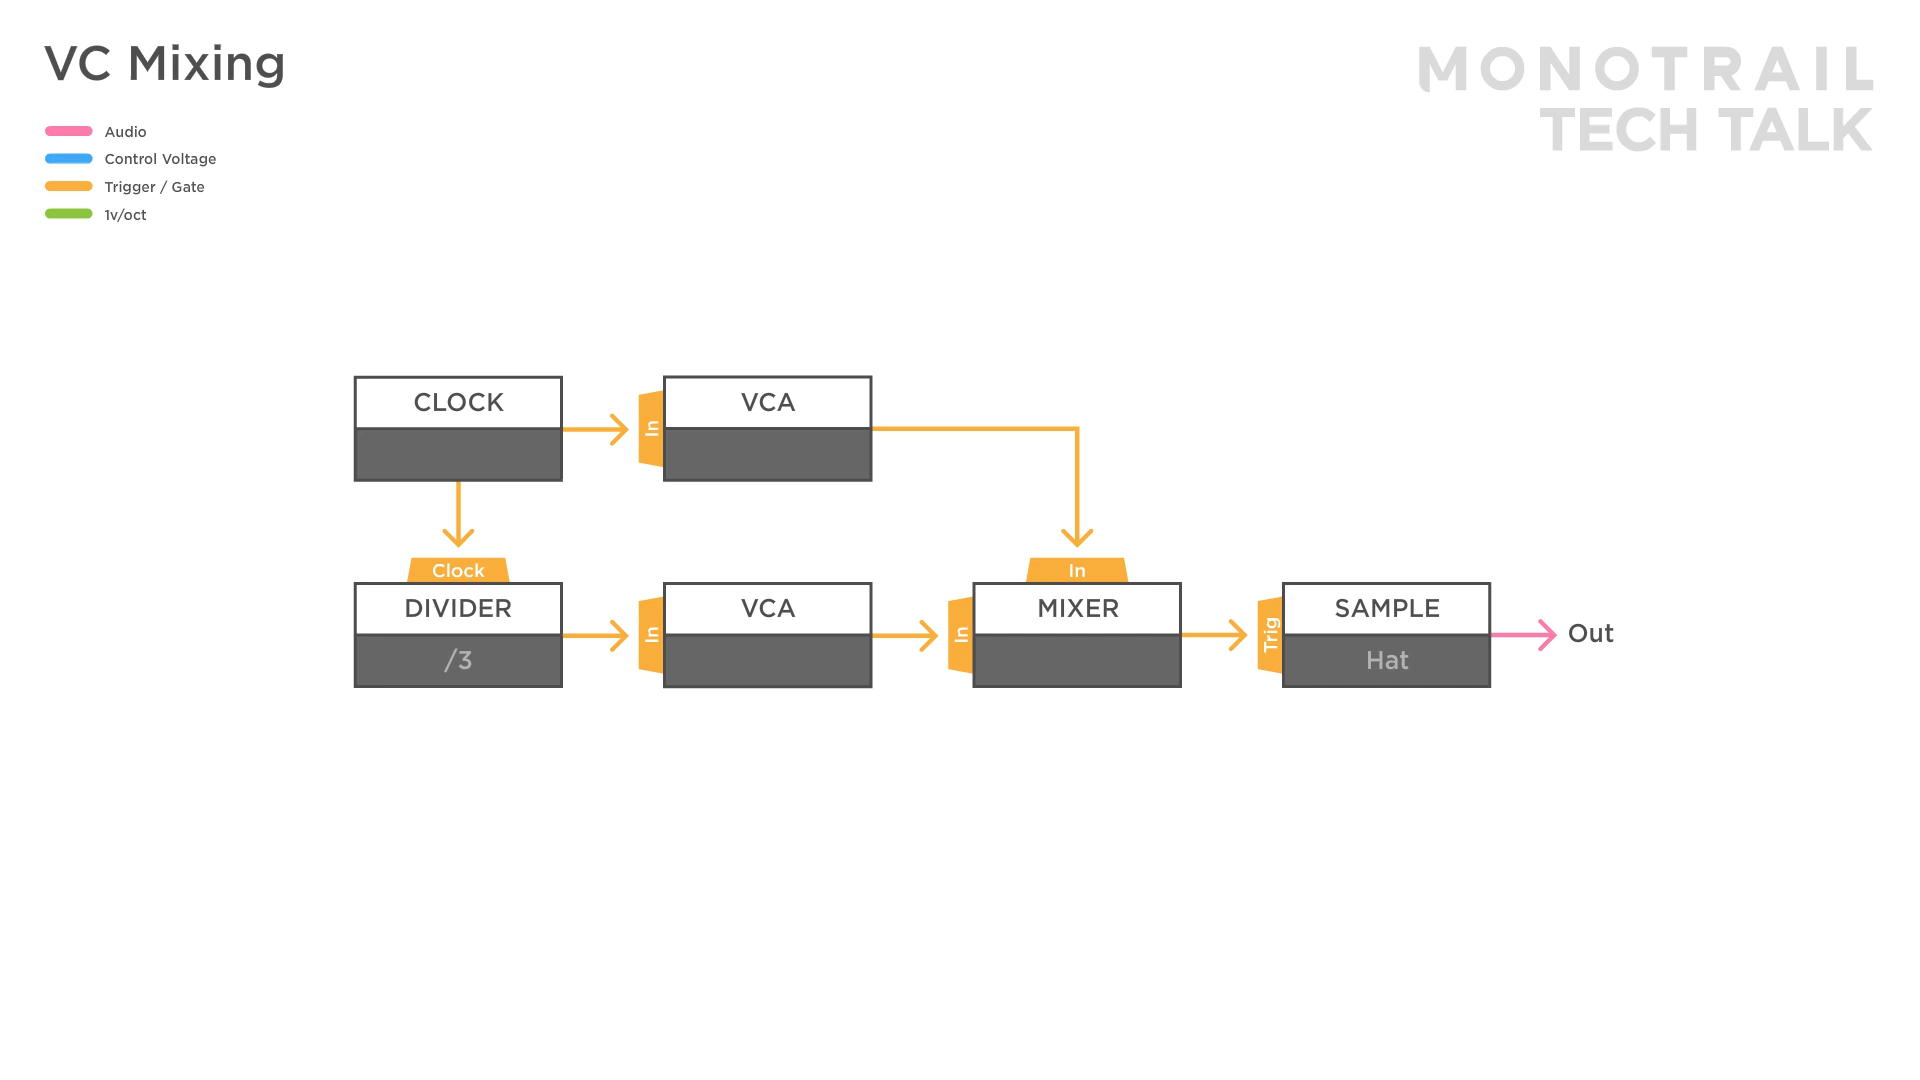 VC Mixing
MONOTRAIL
TECH TALK
Audio
Control Voltage
Trigger / Gate
1v/oct
CLOCK
In
VCA
Clock
In
DIVIDER
/3
In
VCA
In
MIXER
Trig
SAMPLE
Hat
Out